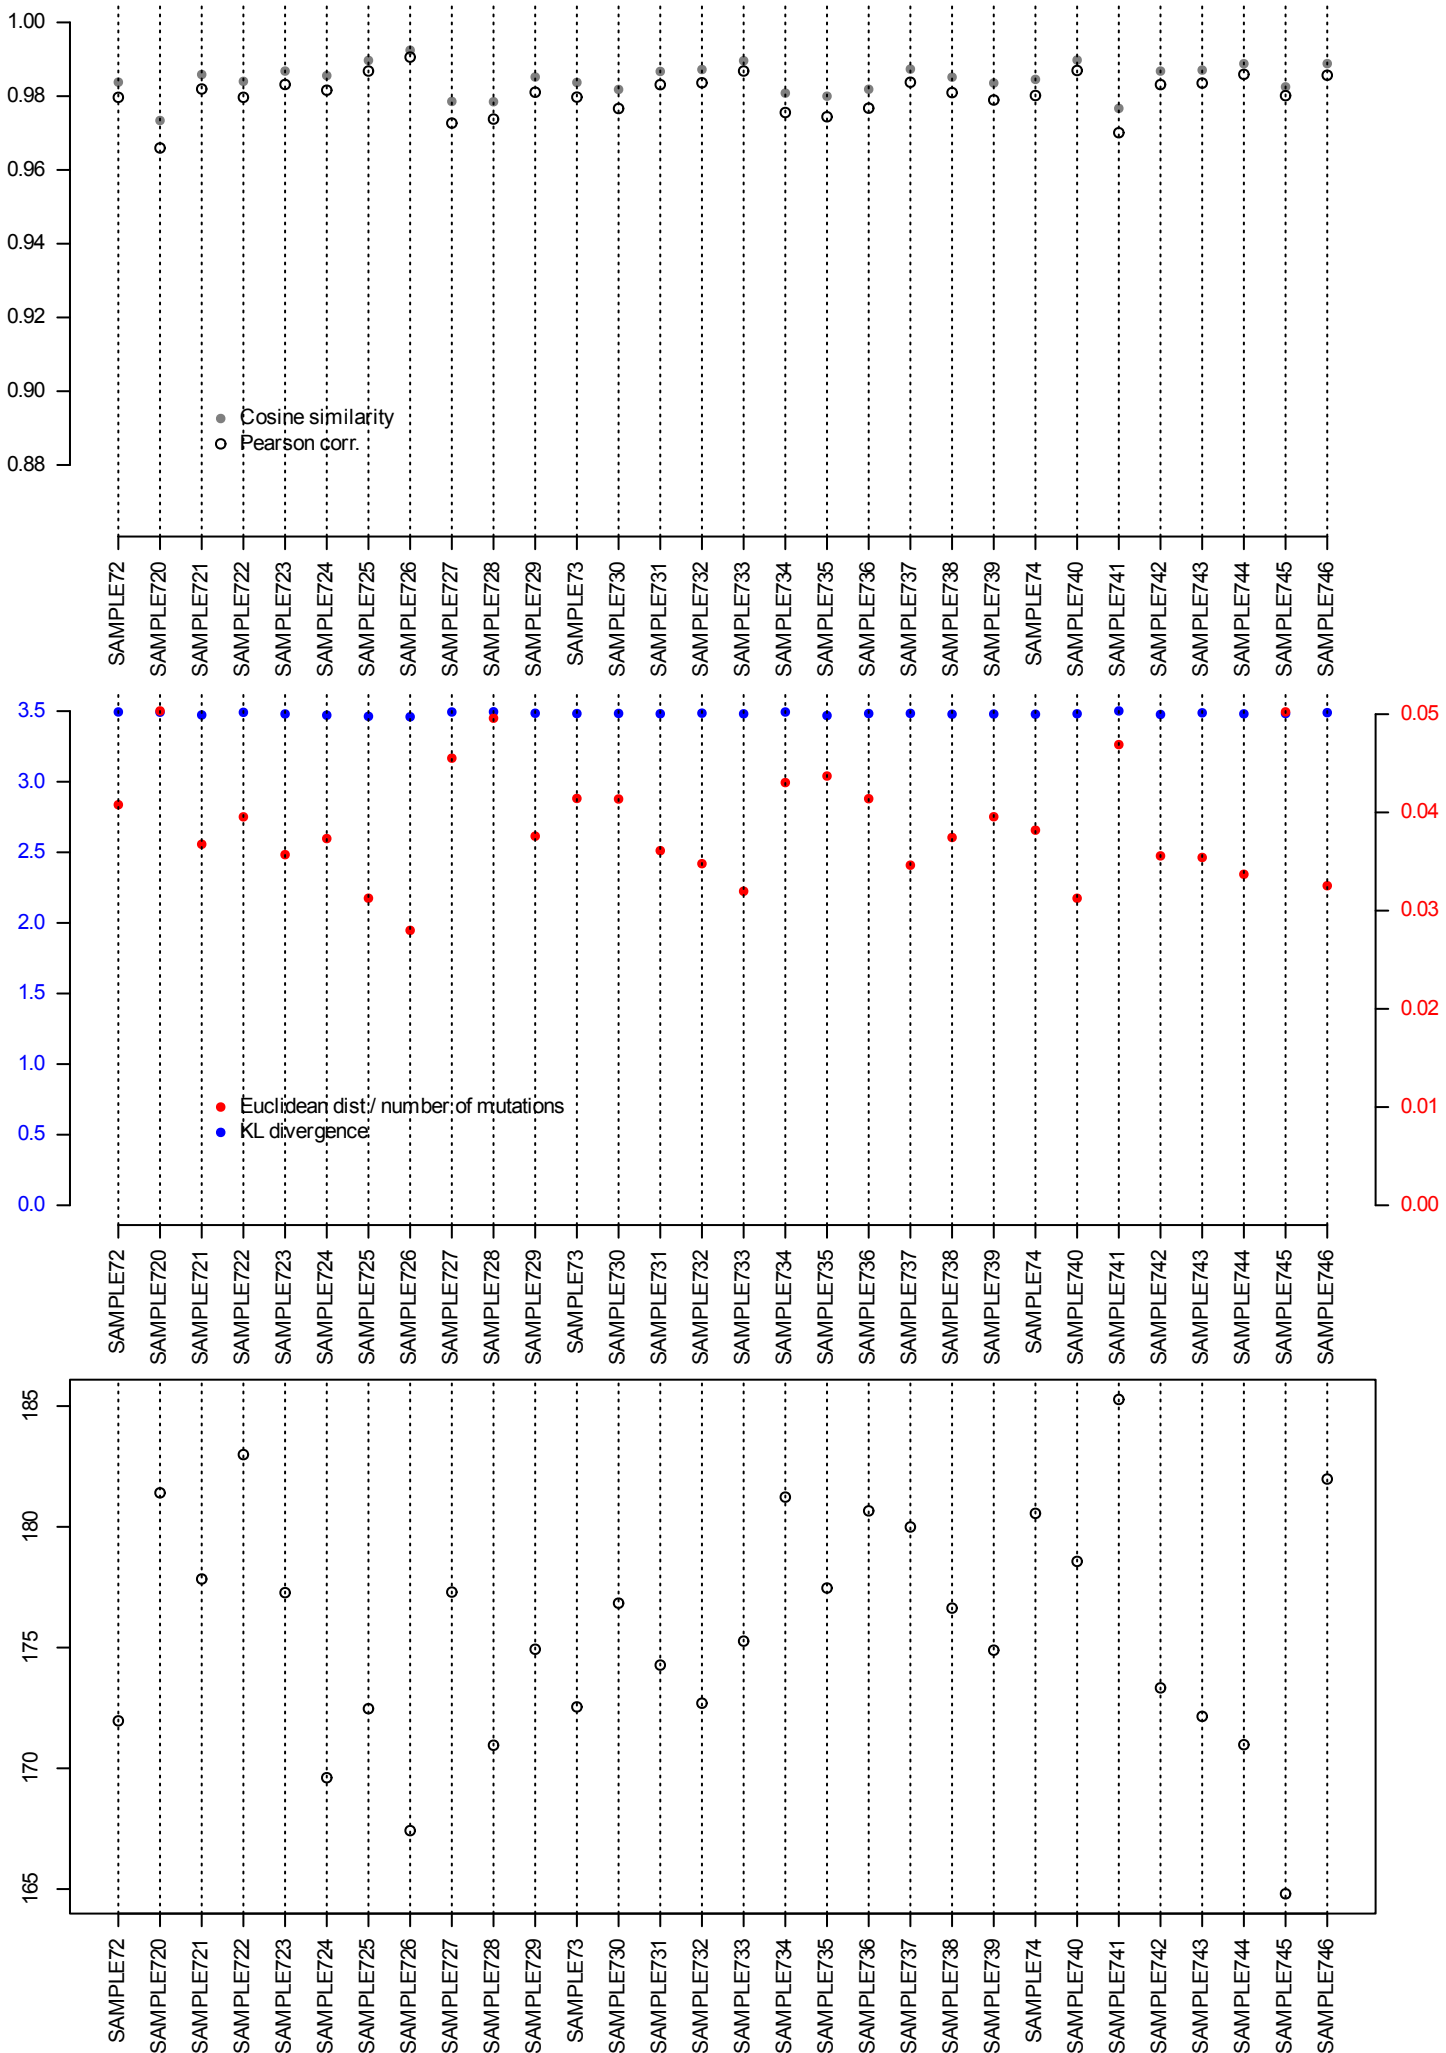 1.00
0.98
0.96
0.94
0.92
0.90
0.88
Cosine similarity
Pearson corr.
SAMPLE72
SAMPLE720
SAMPLE721
SAMPLE722
SAMPLE723
SAMPLE724
SAMPLE725
SAMPLE726
SAMPLE727
SAMPLE728
SAMPLE729
SAMPLE73
SAMPLE730
SAMPLE731
SAMPLE732
SAMPLE733
SAMPLE734
SAMPLE735
SAMPLE736
SAMPLE737
SAMPLE738
SAMPLE739
SAMPLE74
SAMPLE740
SAMPLE741
SAMPLE742
SAMPLE743
SAMPLE744
SAMPLE745
SAMPLE746
3.5
3.0
2.5
2.0
1.5
1.0
0.5
0.0
0.05
0.04
0.03
0.02
0.01
0.00
Euclidean dist./ number of mutations
KL divergence
SAMPLE72
SAMPLE720
SAMPLE721
SAMPLE722
SAMPLE723
SAMPLE724
SAMPLE725
SAMPLE726
SAMPLE727
SAMPLE728
SAMPLE729
SAMPLE73
SAMPLE730
SAMPLE731
SAMPLE732
SAMPLE733
SAMPLE734
SAMPLE735
SAMPLE736
SAMPLE737
SAMPLE738
SAMPLE739
SAMPLE74
SAMPLE740
SAMPLE741
SAMPLE742
SAMPLE743
SAMPLE744
SAMPLE745
SAMPLE746
185
180
175
170
165
SAMPLE72
SAMPLE720
SAMPLE721
SAMPLE722
SAMPLE723
SAMPLE724
SAMPLE725
SAMPLE726
SAMPLE727
SAMPLE728
SAMPLE729
SAMPLE73
SAMPLE730
SAMPLE731
SAMPLE732
SAMPLE733
SAMPLE734
SAMPLE735
SAMPLE736
SAMPLE737
SAMPLE738
SAMPLE739
SAMPLE74
SAMPLE740
SAMPLE741
SAMPLE742
SAMPLE743
SAMPLE744
SAMPLE745
SAMPLE746